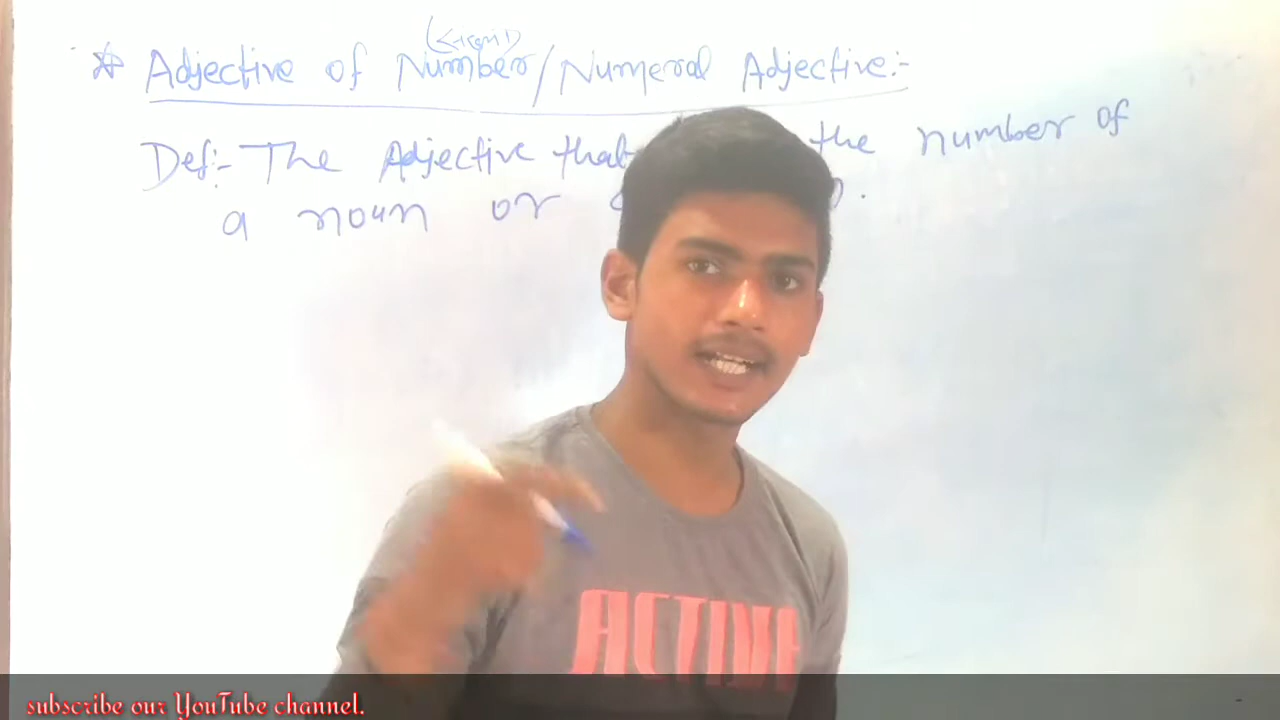 Adjective of Number/Numeral Adjective:-
Def:- The Adjective that the number of
a noun or
ACTIVE
subscribe our YouTube channel.